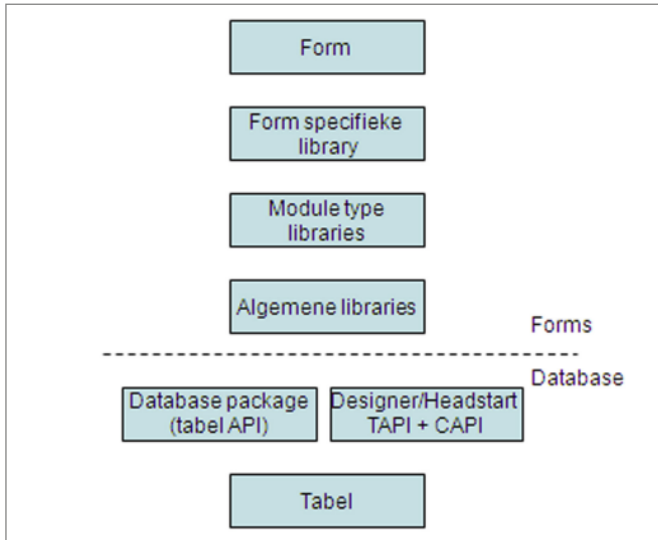 Form
Form specifieke
library
Module type
libraries
Algemene libraries
Forms
Database
Database package
(tabel API)
Designer/Headstart
TAPI + CAPI
Tabel